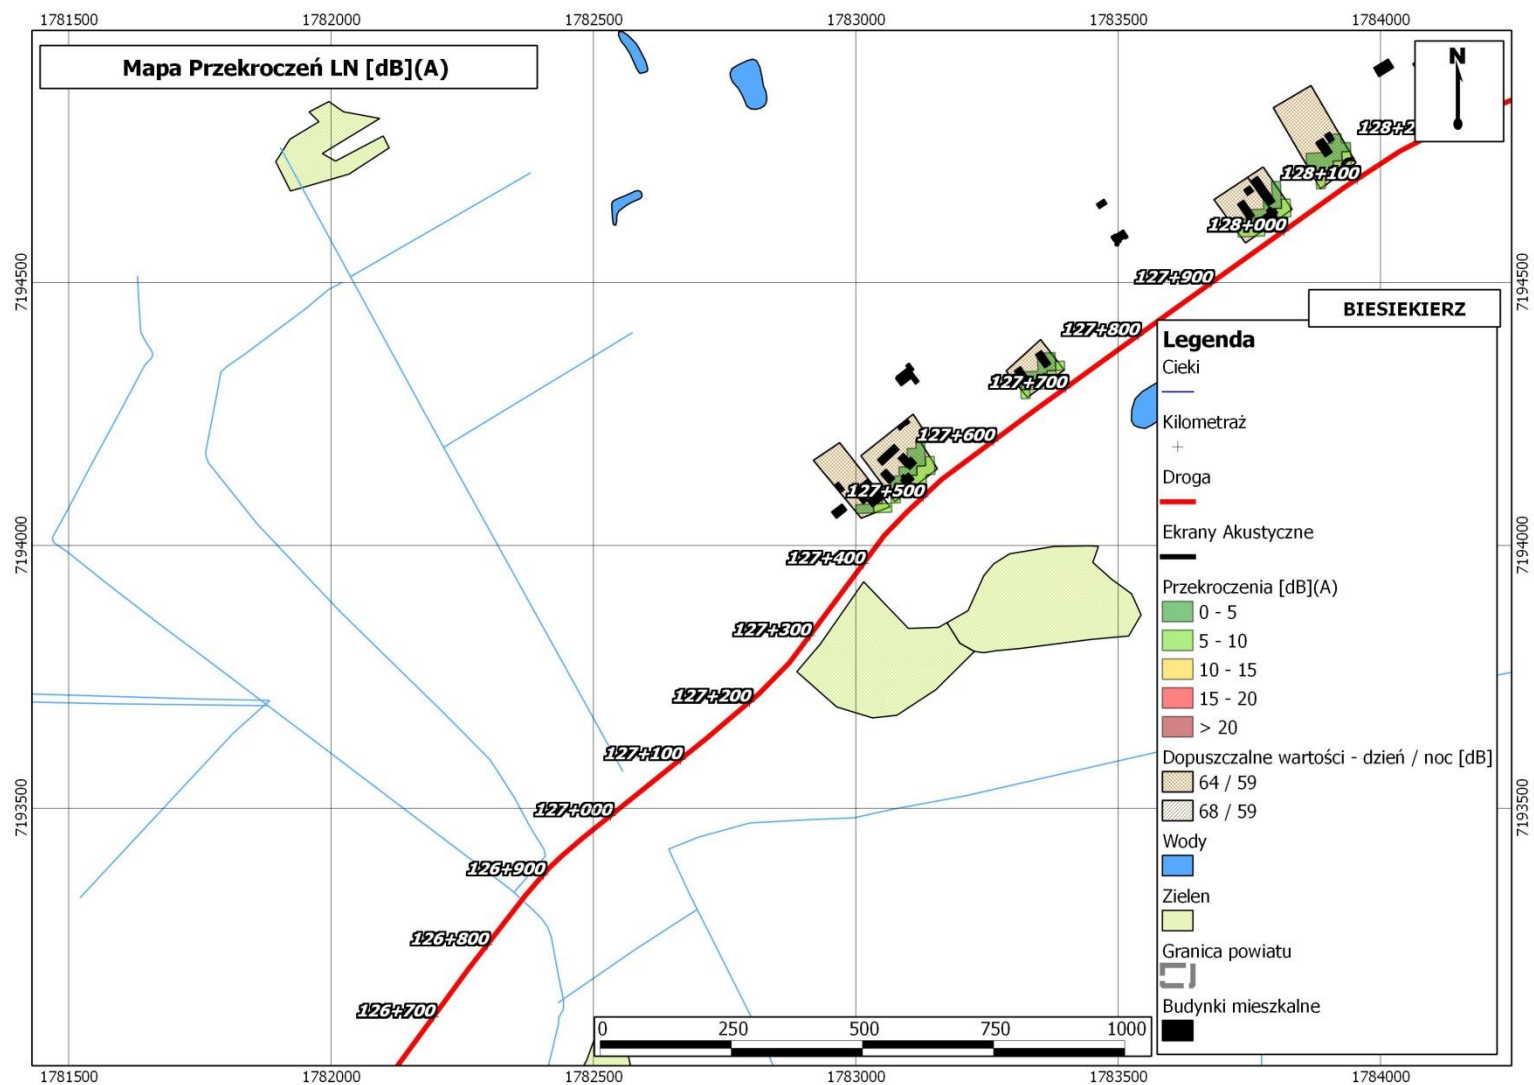 1781500 1782000 1782500 1783000 1783500 1784000
Mapa Przekroczeń LN [dB](A)
N
128+2
128+100
128+000
127+900
7194500 7194500
BIESIEKIERZ
127+800
127+700
127+600
127+500
127+400
7194000 7194000
127+300
127+200
127+100
127+000
7193500 7193500
126+900
126+800
126+700
Legenda
Cieki
Kilometraż
Droga
Ekrany Akustyczne
Przekroczenia [dB](A)
0 - 5
5 - 10
10 - 15
15 - 20
> 20
Dopuszczalne wartości - dzień / noc [dB]
64 / 59
68 / 59
Wody
Zielen
Granica powiatu
Budynki mieszkalne
0 250 500 750 1000
1781500 1782000 1782500 1783000 1783500 1784000